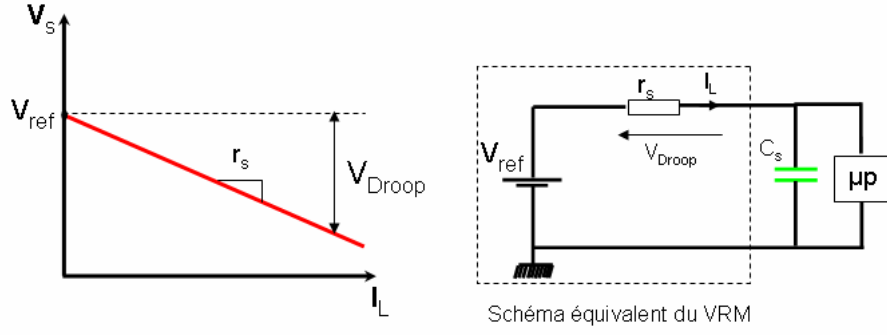 Vs
Vref
rs
VDroop
IL
rs
IL
VDroop
Vref
Cs
µp
Schéma équivalent du VRM